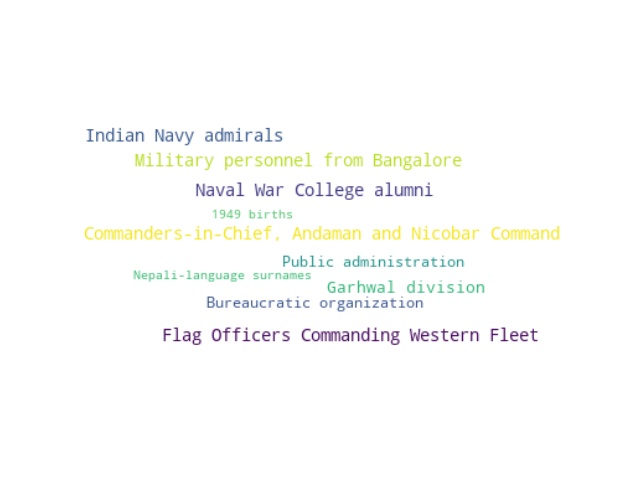 Indian Navy admirals
Military personnel from Bangalore
Naval War College alumni
1949 births
Commanders-in-Chief, Andaman and Nicobar Command
Public administration
Nepali-language surnames
Garhwal division
Bureaucratic organization
Flag Officers Commanding Western Fleet